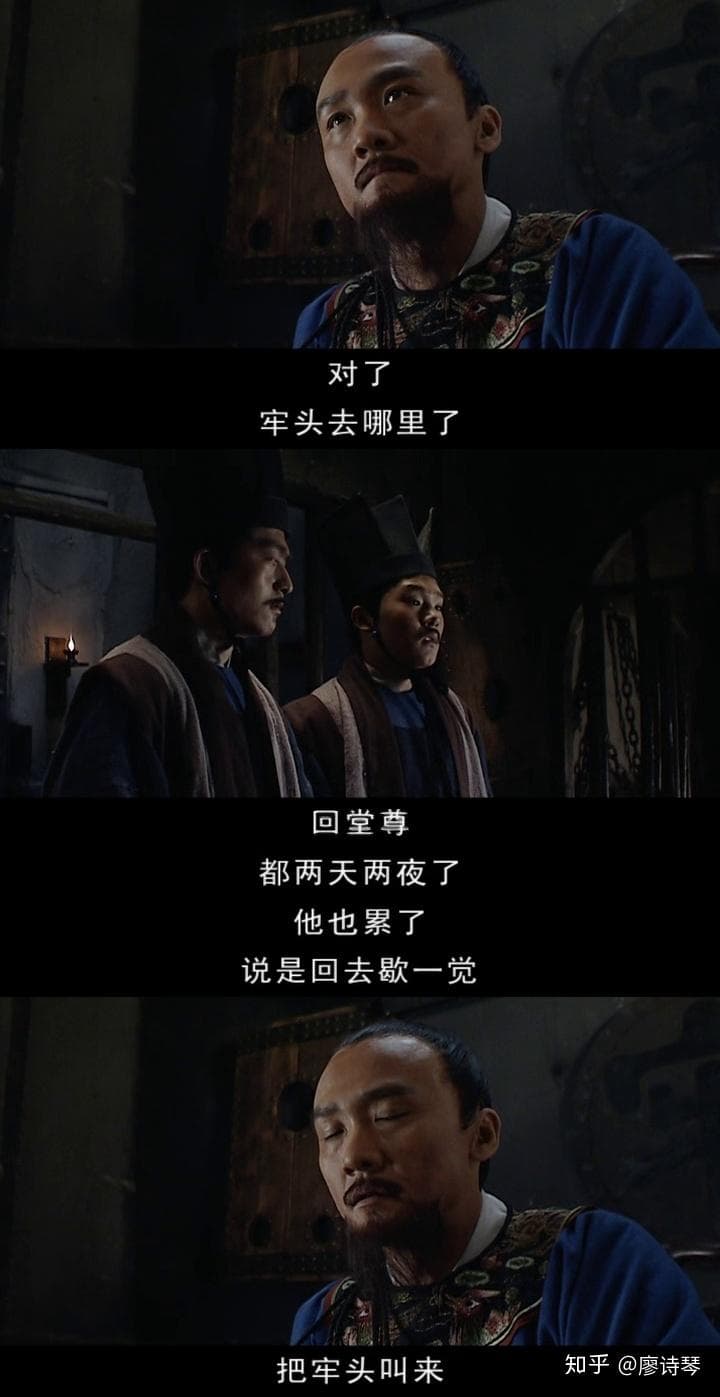 对了
牢头去哪里了
回堂尊
都两天两夜了
他也累了
说是回去歇一觉
把牢头叫来
知乎 @廖诗琴